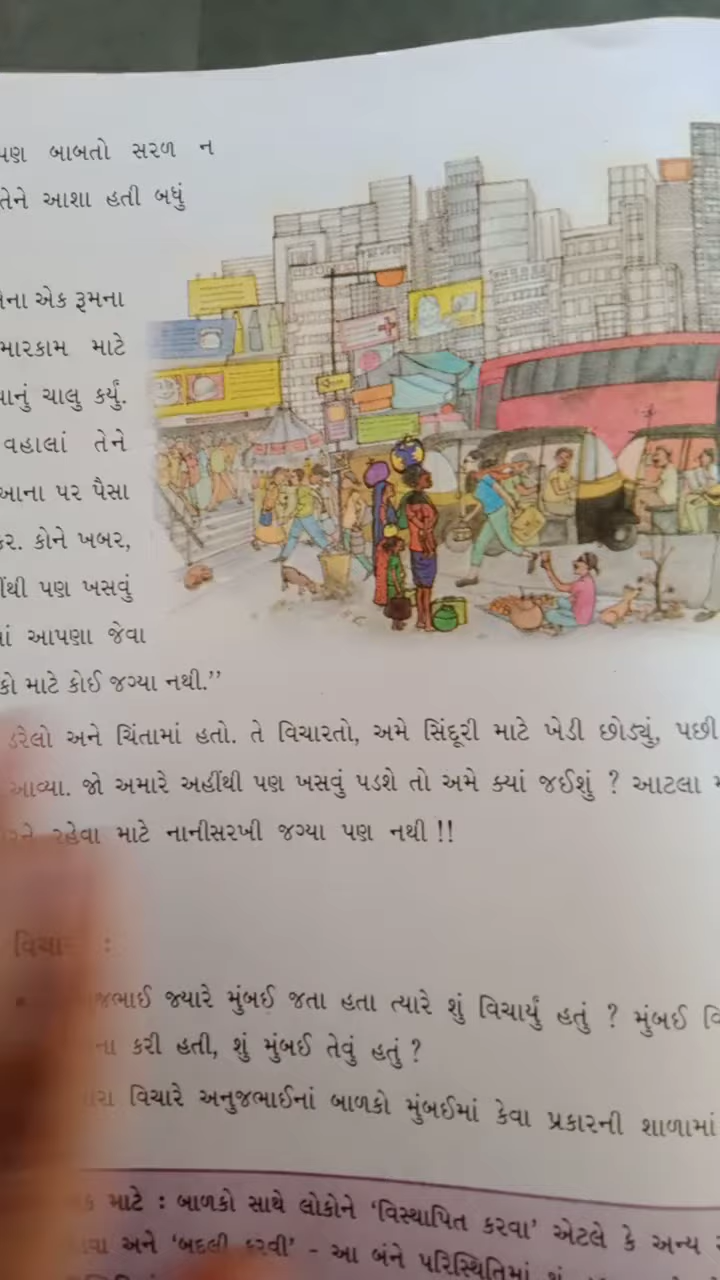 પણ બાબતો સરળ ન
તેને આશા હતી બધું
એક રૂમના
મારકામ માટે
ચાલુ કર્યું.
વહાલાં તેને
આના પર પૈસા
કોને ખબર,
પણ ખસવું
આપણા જેવા
માટે કોઈ જગ્યા નથી.”
ડરેલો અને ચિંતામાં હતો. તે વિચારતો, અમે સિંદૂરી માટે ખેડી છોડ્યું, પછી
આવ્યા. જો અમારે અહીંથી પણ ખસવું પડશે તો અમે ક્યાં જઈશું ? આટલા
રહેવા માટે નાનીસરખી જગ્યા પણ નથી !!
જ્યારે મુંબઈ જતા હતા ત્યારે શું વિચાર્યું હતું ? મુંબઈ
કરી હતી, શું મુંબઈ તેવું હતું ?
વિચારે અનુજભાઈનાં બાળકો મુંબઈમાં કેવા પ્રકારની શાળામાં
માટે : બાળકો સાથે લોકોને ‘વિસ્થાપિત કરવા’ એટલે કે અન્ય
અને ‘બદલી કરવી’ - આ બંને પરિસ્થિતિમાં